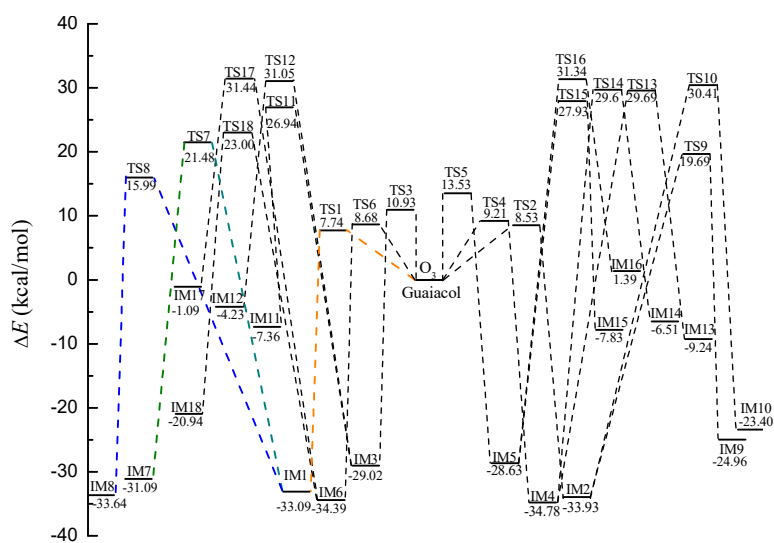 40
30
20
10
0
-10
-20
-30
-40
ΔE (kcal/mol)
TS17
31.44
TS12
31.05
TS11
26.94
TS18
23.00
TS7
21.48
TS8
15.99
TS3
10.93
TS6
8.68
TS1
7.74
TS16
31.34
TS15
27.93
TS14
29.6
TS13
29.69
TS10
30.41
TS9
19.69
TS5
13.53
TS4
9.21
TS2
8.53
O3
Guaiacol
IM17
-1.09
IM12
-4.23
IM11
-7.36
IM18
-20.94
IM7
-31.09
IM8
-33.64
IM1
-33.09
IM6
-34.39
IM3
-29.02
IM16
1.39
IM15
-7.83
IM14
-6.51
IM13
-9.24
IM10
-23.40
IM9
-24.96
IM5
-28.63
IM4
-34.78
IM2
-33.93